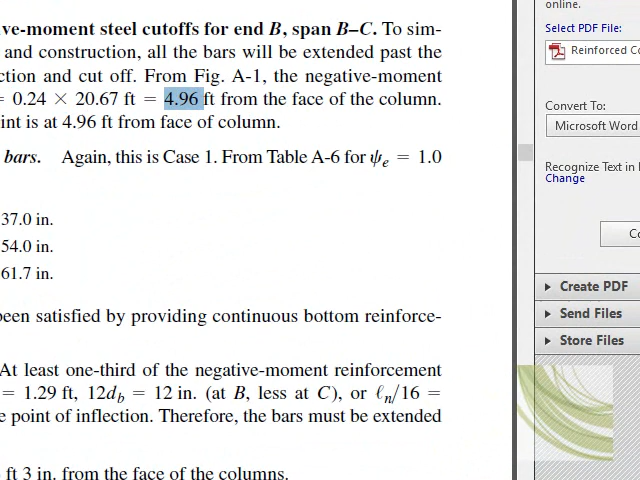 ve-moment steel cutoffs for end B, span B–C. To sim-
and construction, all the bars will be extended past the
ction and cut off. From Fig. A-1, the negative-moment
= 0.24 × 20.67 ft = 4.96 ft from the face of the column.
int is at 4.96 ft from face of column.
bars. Again, this is Case 1. From Table A-6 for ψe = 1.0
37.0 in.
54.0 in.
61.7 in.
been satisfied by providing continuous bottom reinforce-
At least one-third of the negative-moment reinforcement
= 1.29 ft, 12db = 12 in. (at B, less at C), or ℓn/16 =
e point of inflection. Therefore, the bars must be extended
ft 3 in. from the face of the columns.
online.
Select PDF File:
Reinforced Co
Convert To:
Microsoft Word
Recognize Text in
Change
Co
Create PDF
Send Files
Store Files